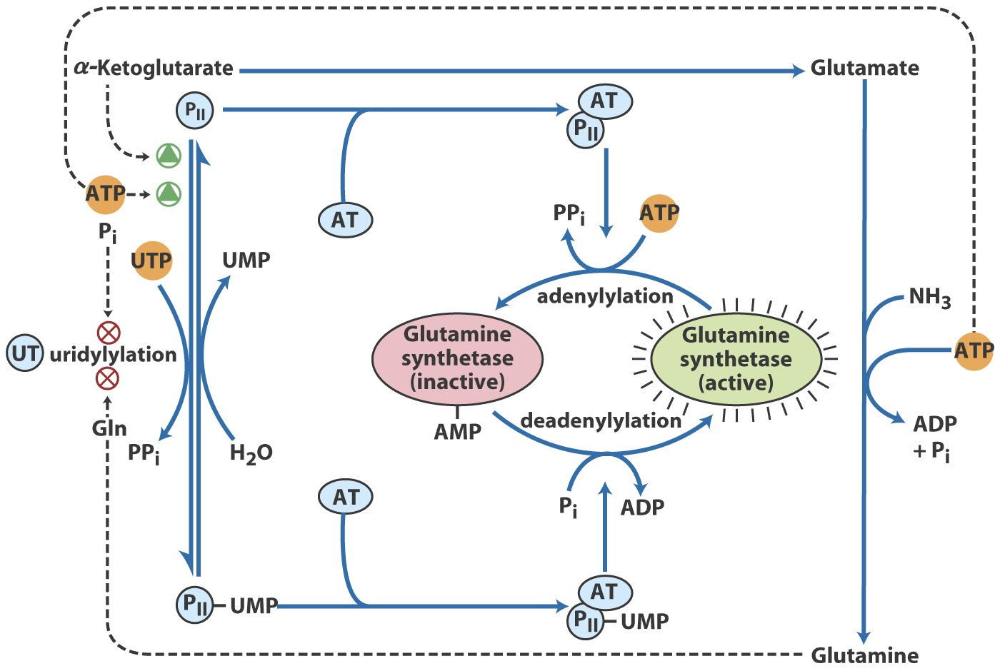 α-Ketoglutarate
Glutamate
PII
AT
PII
ATP
AT
PPi
ATP
Pi
UTP
UMP
adenylylation
NH3
UT
uridylylation
Glutamine
synthetase
(inactive)
Glutamine
synthetase
(active)
ATP
Gln
PPi
H2O
AMP
deadenylylation
ADP
+ Pi
AT
Pi
ADP
PII
UMP
AT
PII
UMP
Glutamine